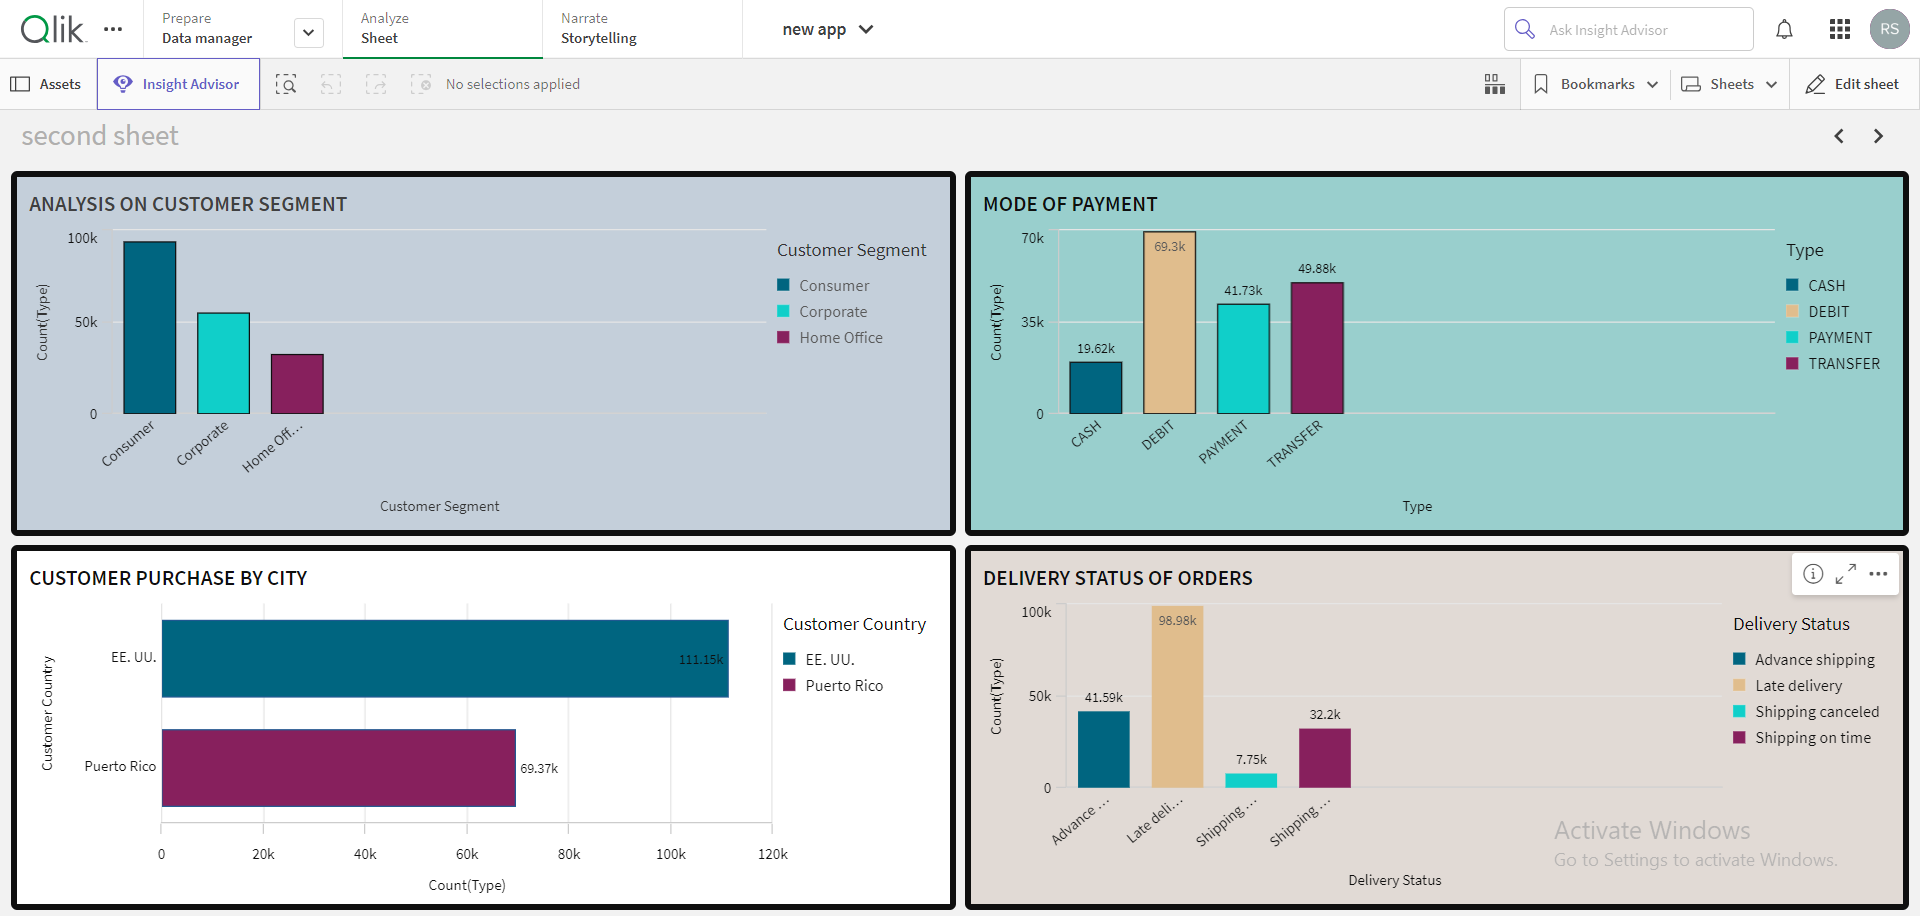 Qlik
Prepare
Data manager
Analyze
Sheet
Narrate
Storytelling
new app
Ask Insight Advisor
RS
Assets
Insight Advisor
No selections applied
Bookmarks
Sheets
Edit sheet
second sheet
ANALYSIS ON CUSTOMER SEGMENT
100k
50k
0
Count(Type)
Consumer
Corporate
Home Off...
Customer Segment
Customer Segment
Consumer
Corporate
Home Office
MODE OF PAYMENT
70k
35k
0
Count(Type)
19.62k
69.3k
41.73k
49.88k
CASH
DEBIT
PAYMENT
TRANSFER
Type
Type
CASH
DEBIT
PAYMENT
TRANSFER
CUSTOMER PURCHASE BY CITY
Customer Country
EE. UU.
111.15k
Puerto Rico
69.37k
0
20k
40k
60k
80k
100k
120k
Count(Type)
Customer Country
EE. UU.
Puerto Rico
DELIVERY STATUS OF ORDERS
100k
50k
0
Count(Type)
41.59k
98.98k
7.75k
32.2k
Advance ...
Late deli...
Shipping ...
Shipping ...
Delivery Status
Delivery Status
Advance shipping
Late delivery
Shipping canceled
Shipping on time
Activate Windows
Go to Settings to activate Windows.